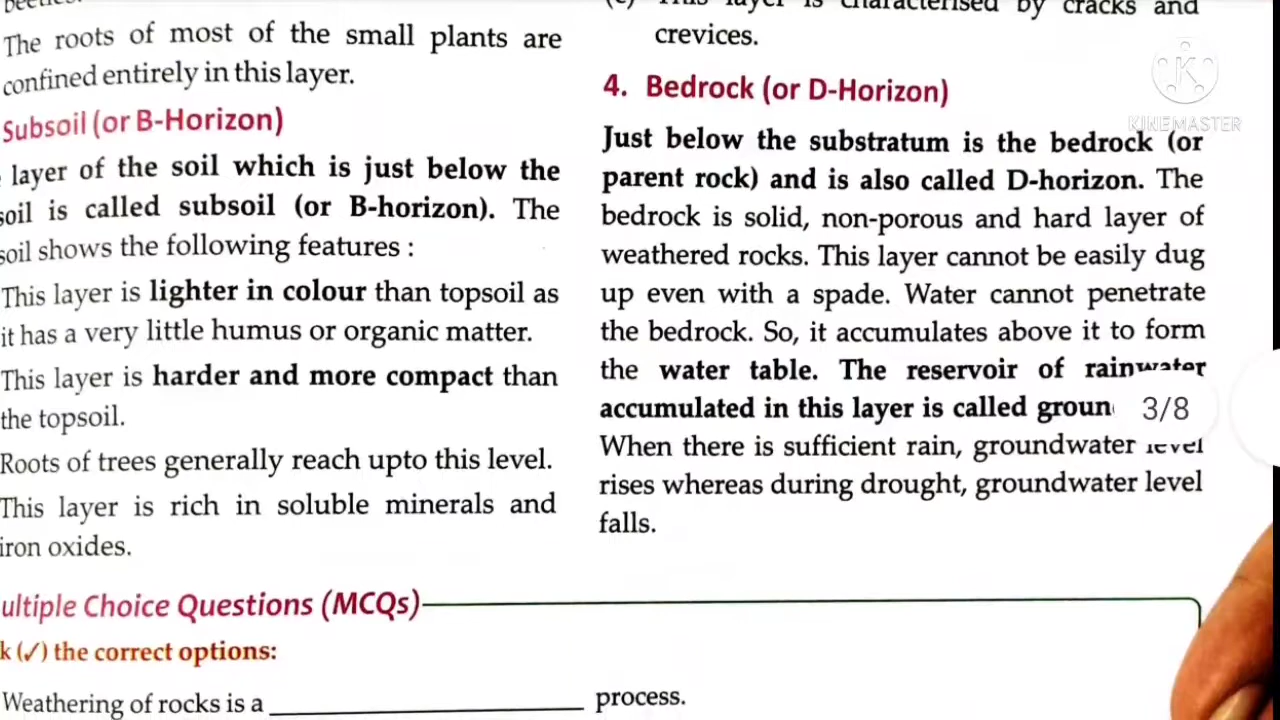 The roots of most of the small plants are
confined entirely in this layer.
Subsoil (or B-Horizon)
layer of the soil which is just below the
soil is called subsoil (or B-horizon). The
soil shows the following features :
This layer is lighter in colour than topsoil as
it has a very little humus or organic matter.
This layer is harder and more compact than
the topsoil.
Roots of trees generally reach upto this level.
This layer is rich in soluble minerals and
iron oxides.
This layer is characterised by cracks and
crevices.
4. Bedrock (or D-Horizon)
Just below the substratum is the bedrock (or
parent rock) and is also called D-horizon. The
bedrock is solid, non-porous and hard layer of
weathered rocks. This layer cannot be easily dug
up even with a spade. Water cannot penetrate
the bedrock. So, it accumulates above it to form
the water table. The reservoir of rainwater
accumulated in this layer is called groun
When there is sufficient rain, groundwater level
rises whereas during drought, groundwater level
falls.
ultiple Choice Questions (MCQs)
k (✓) the correct options:
Weathering of rocks is a ________ process.
KINEMASTER
3/8